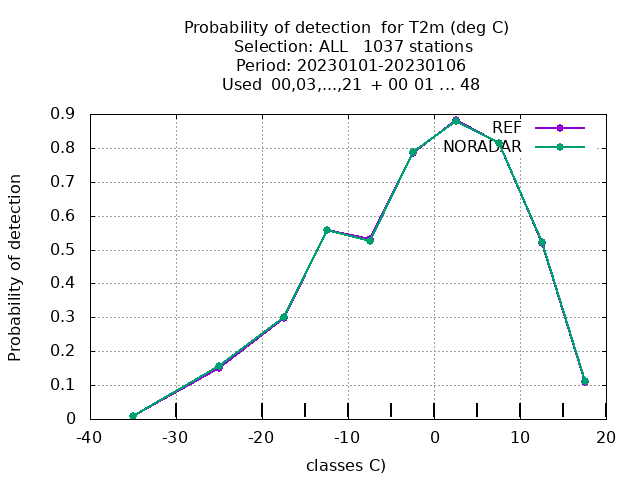 Probability of detection  for T2m (deg C)
Selection: ALL   1037 stations
Period: 20230101-20230106
Used  00,03,...,21  + 00 01 ... 48
Probability of detection
0.9
0.8
0.7
0.6
0.5
0.4
0.3
0.2
0.1
0
REF
NORADAR
-40 -30 -20 -10 0 10 20
classes C)